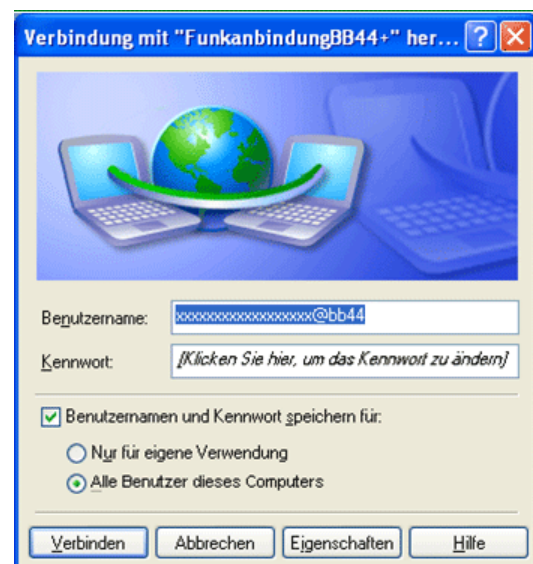 Verbindung mit "FunkanbindungBB44+" her...
Benutzername: xxxxxxxxxxxxxxxxxx@bb44
Kennwort: [Klicken Sie hier, um das Kennwort zu ändern]
Benutzernamen und Kennwort speichern für:
Nur für eigene Verwendung
Alle Benutzer dieses Computers
Verbinden Abbrechen Eigenschaften Hilfe